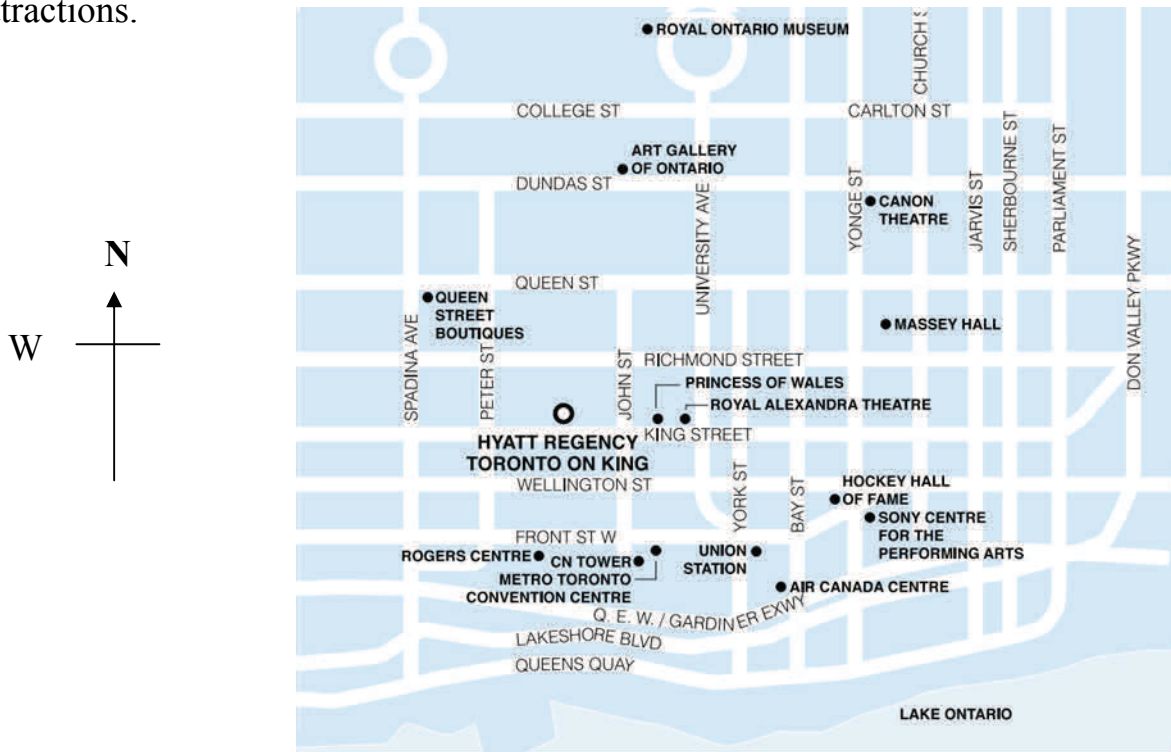 tractions.
ROYAL ONTARIO MUSEUM
CHURCH S
COLLEGE ST
CARLTON ST
ART GALLERY
OF ONTARIO
DUNDAS ST
UNIVERSITY AVE
YONGE ST
CANON
THEATRE
JARVIS ST
SHERBOURNE ST
PARLIAMENT ST
N
W
QUEEN ST
QUEEN
STREET
BOUTIQUES
MASSEY HALL
DON VALLEY PKWY
SPADINA AVE
PETER ST
JOHN ST
RICHMOND STREET
PRINCESS OF WALES
ROYAL ALEXANDRA THEATRE
KING STREET
HYATT REGENCY
TORONTO ON KING
WELLINGTON ST
YORK ST
BAY ST
HOCKEY HALL
OF FAME
SONY CENTRE
FOR THE
PERFORMING ARTS
FRONT ST W
ROGERS CENTRE
CN TOWER
METRO TORONTO
CONVENTION CENTRE
UNION
STATION
AIR CANADA CENTRE
Q. E. W. / GARDINER EXWY
LAKESHORE BLVD
QUEENS QUAY
LAKE ONTARIO